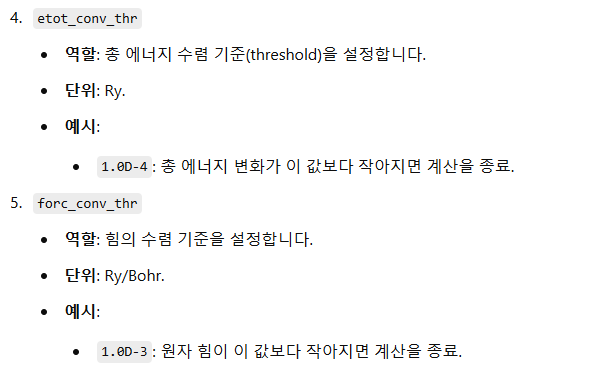 4. etot_conv_thr
• 역할: 총 에너지 수렴 기준(threshold)을 설정합니다.
• 단위: Ry.
• 예시:
• 1.0D-4: 총 에너지 변화가 이 값보다 작아지면 계산을 종료.
5. forc_conv_thr
• 역할: 힘의 수렴 기준을 설정합니다.
• 단위: Ry/Bohr.
• 예시:
• 1.0D-3: 원자 힘이 이 값보다 작아지면 계산을 종료.